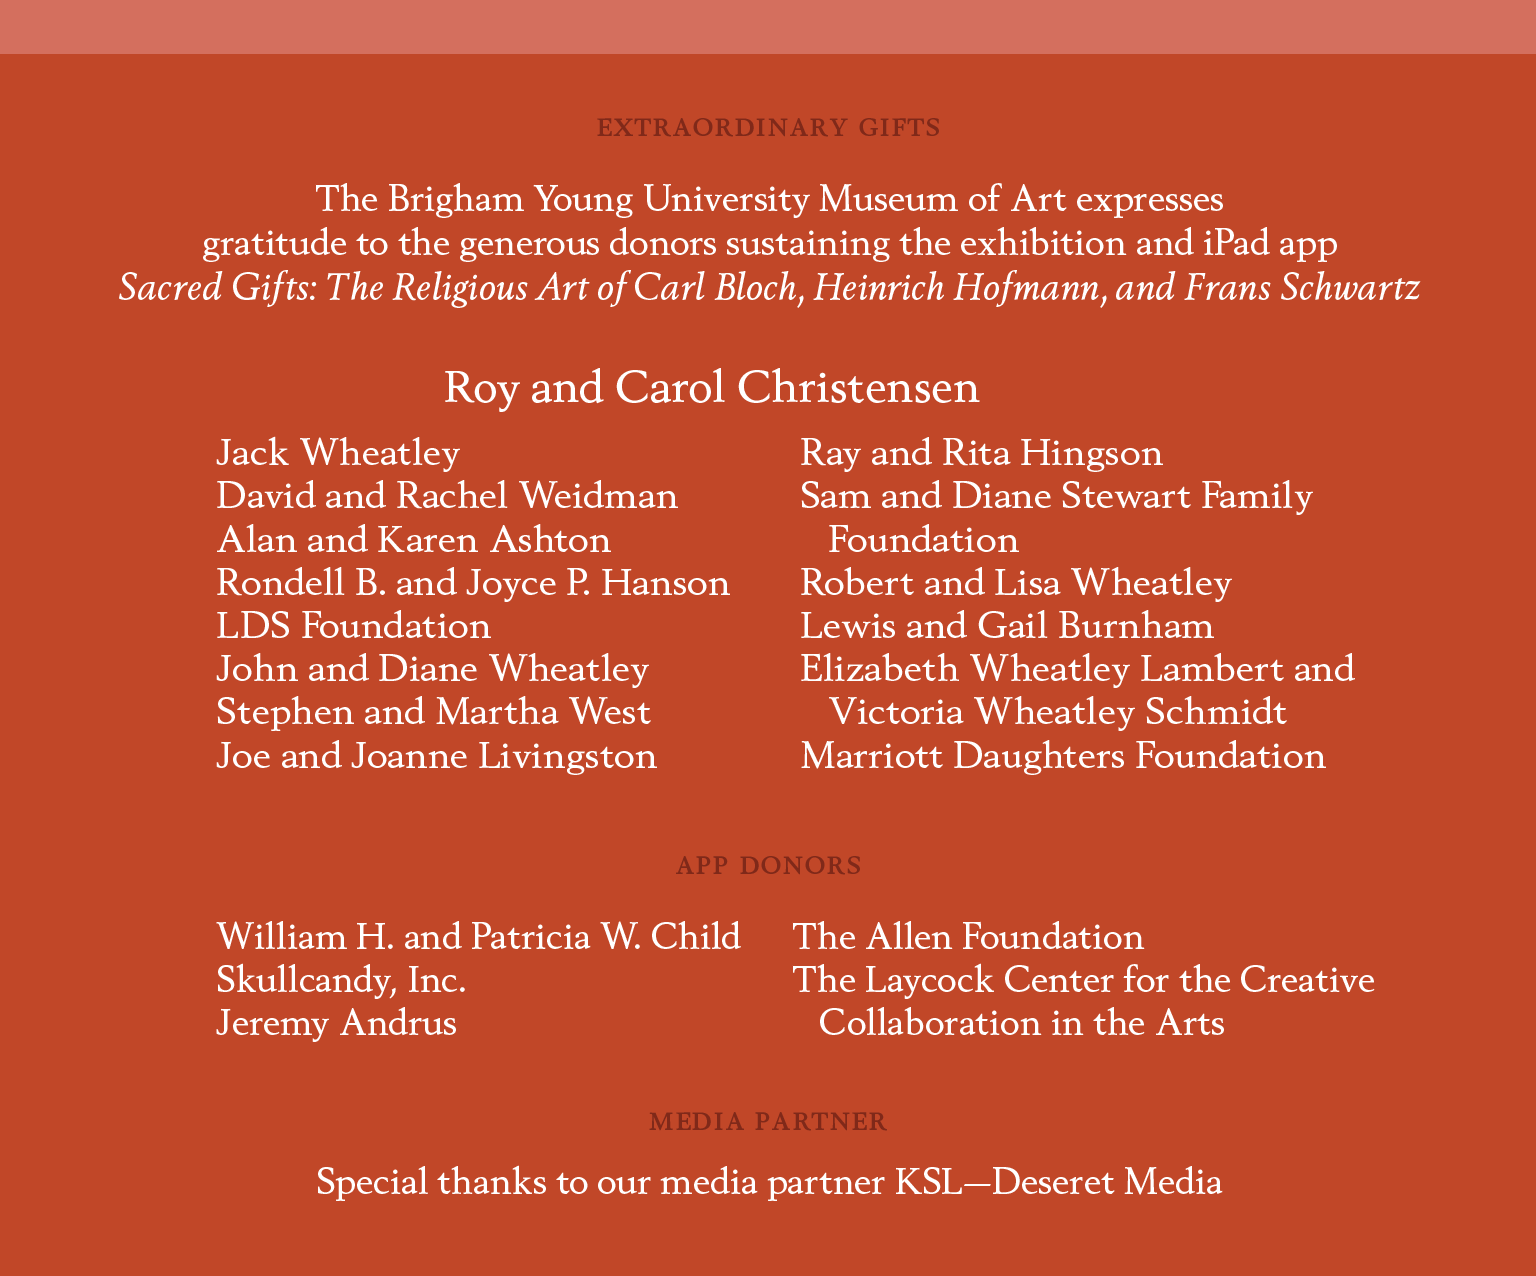 EXTRAORDINARY GIFTS
The Brigham Young University Museum of Art expresses
gratitude to the generous donors sustaining the exhibition and iPad app
Sacred Gifts: The Religious Art of Carl Bloch, Heinrich Hofmann, and Frans Schwartz
Roy and Carol Christensen
Jack Wheatley
David and Rachel Weidman
Alan and Karen Ashton
Rondell B. and Joyce P. Hanson
LDS Foundation
John and Diane Wheatley
Stephen and Martha West
Joe and Joanne Livingston
Ray and Rita Hingson
Sam and Diane Stewart Family
Foundation
Robert and Lisa Wheatley
Lewis and Gail Burnham
Elizabeth Wheatley Lambert and
Victoria Wheatley Schmidt
Marriott Daughters Foundation
APP DONORS
William H. and Patricia W. Child
Skullcandy, Inc.
Jeremy Andrus
The Allen Foundation
The Laycock Center for the Creative
Collaboration in the Arts
MEDIA PARTNER
Special thanks to our media partner KSL—Deseret Media